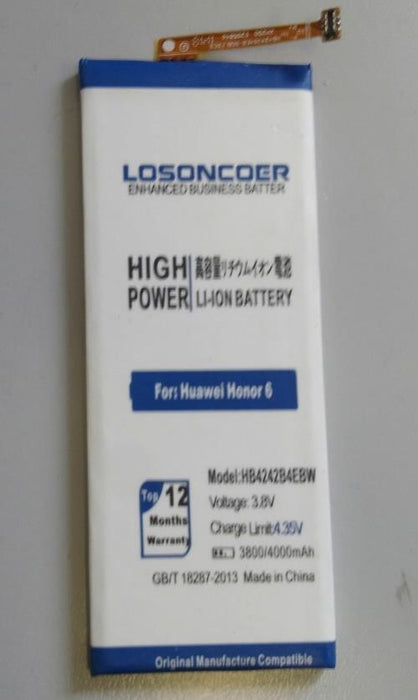 LOSONCOER
ENHANCED BUSINESS BATTER
HIGH POWER
高容量リチウムイオン電池
LI-ION BATTERY
For: Huawei Honor 6
Model:HB4242B4EBW
Voltage: 3.8V
Charge Limit:4.35V
3800/4000mAh
Top 12
Months
Warranty
GB/T 18287-2013 Made in China
Original Manufacture Compatible